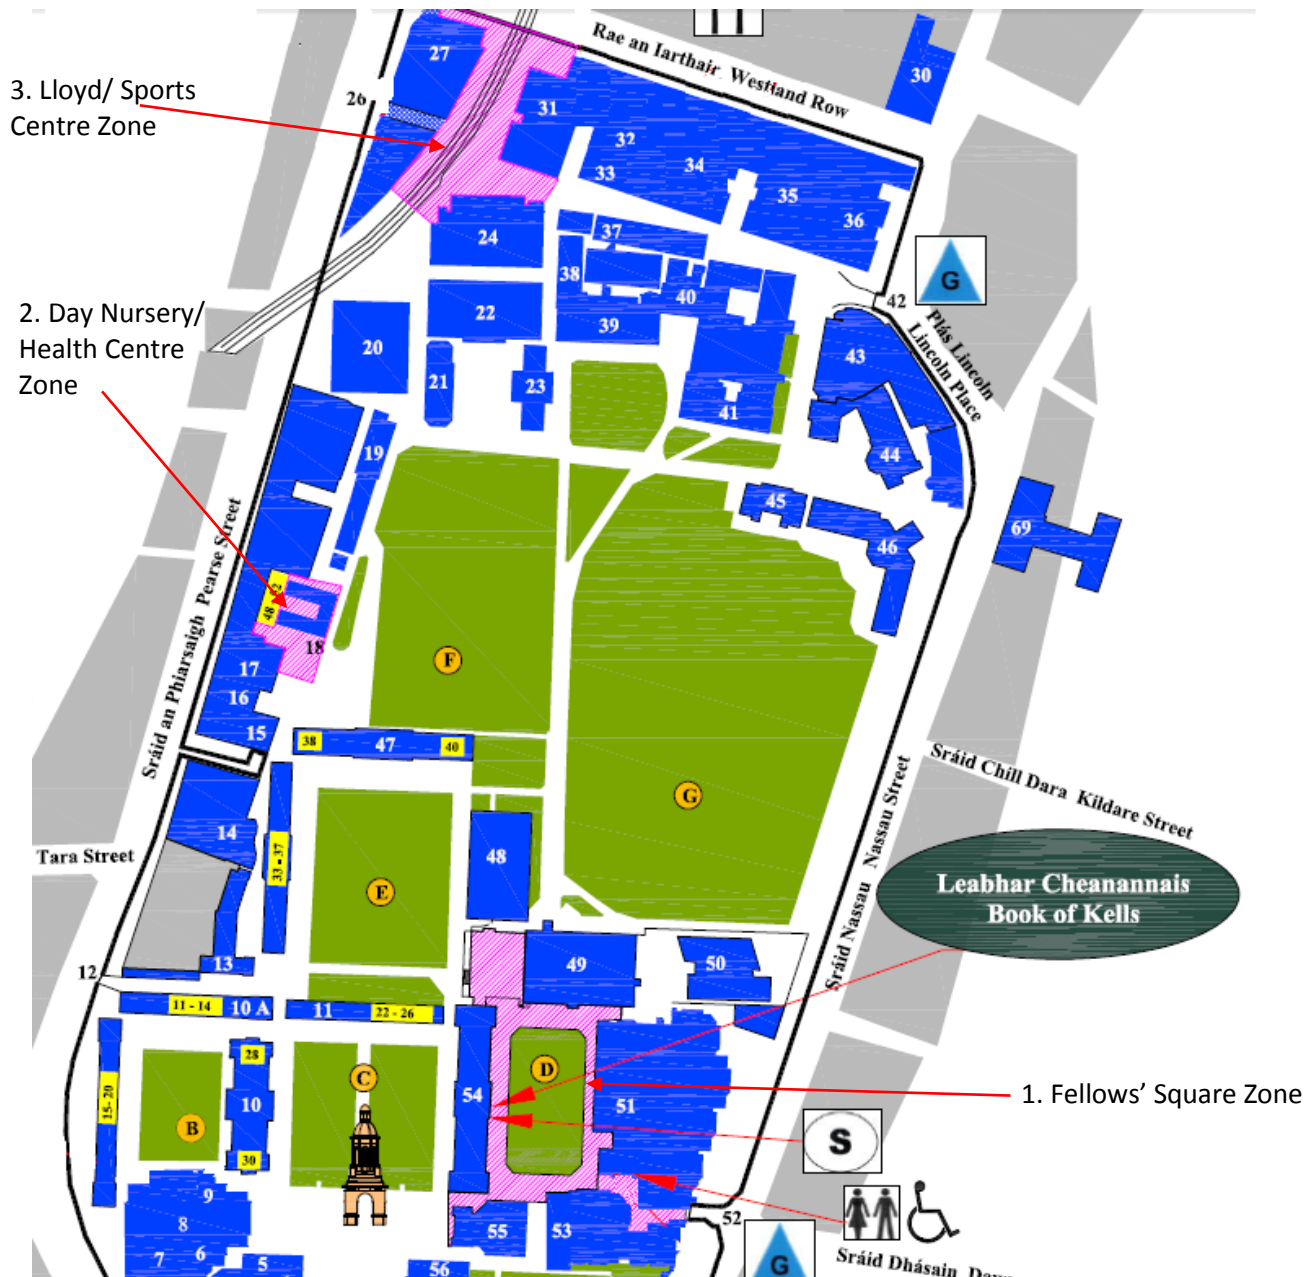 Rae an Iarthair Westland Row
27
30
3. Lloyd/ Sports
Centre Zone
26
31
32
33
34
35
36
24
37
38
40
39
G
42
Plás Lincoln
Lincoln Place
2. Day Nursery/
Health Centre
Zone
22
20
21
23
41
43
44
19
45
46
69
Sráid an Phiarsaigh Pearse Street
48
18
17
16
15
F
38
47
40
G
Sráid Nassau Nassau Street
Sráid Chill Dara Kildare Street
14
Tara Street
33 - 37
48
E
Leabhar Cheanannais
Book of Kells
12
13
49
50
11 - 14
10 A
11
22 - 26
28
C
D
15- 20
10
54
51
1. Fellows’ Square Zone
B
30
S
9
8
7
6
5
55
53
52
56
G
Sráid Dhásain